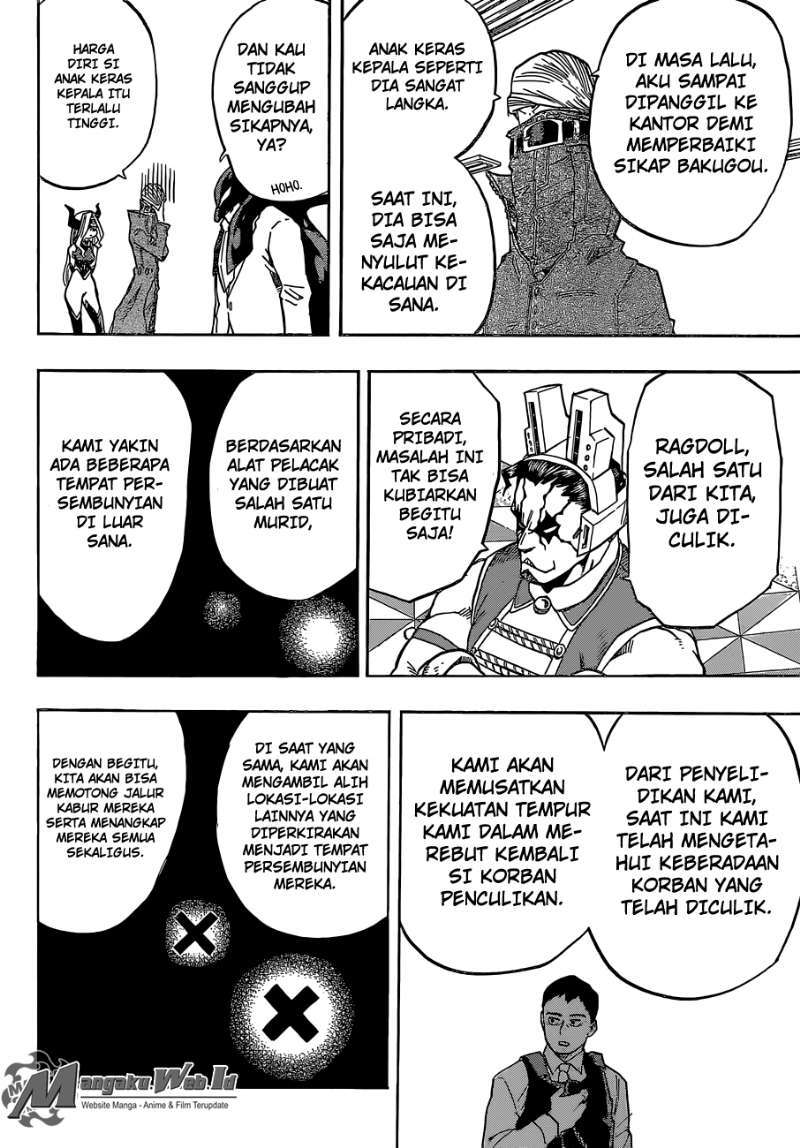 DI MASA LALU,
AKU SAMPAI
DIPANGGIL KE
KANTOR DEMI
MEMPERBAIKI
SIKAP BAKUGOU.
ANAK KERAS
KEPALA SEPERTI
DIA SANGAT
LANGKA.
SAAT INI,
DIA BISA
SAJA ME-
NYULUT KE-
KACAUAN DI
SANA.
DAN KAU
TIDAK
SANGGUP
MENGUBAH
SIKAPNYA,
YA?
HOHO.
HARGA
DIRI SI
ANAK KERAS
KEPALA ITU
TERLALU
TINGGI.
RAGDOLL,
SALAH SATU
DARI KITA,
JUGA DI-
CULIK.
SECARA
PRIBADI,
MASALAH INI
TAK BISA
KUBIARKAN
BEGITU
SAJA!
BERDASARKAN
ALAT PELACAK
YANG DIBUAT
SALAH SATU
MURID,
KAMI YAKIN
ADA BEBERAPA
TEMPAT PER-
SEMBUNYIAN
DI LUAR
SANA.
DARI PENYELI-
DIKAN KAMI,
SAAT INI KAMI
TELAH MENGETA-
HUI KEBERADAAN
KORBAN YANG
TELAH DICULIK.
KAMI AKAN
MEMUSATKAN
KEKUATAN TEMPUR
KAMI DALAM ME-
REBUT KEMBALI
SI KORBAN
PENCULIKAN.
DI SAAT YANG
SAMA, KAMI AKAN
MENGAMBIL ALIH
LOKASI-LOKASI
LAINNYA YANG
DIPERKIRAKAN
MENJADI TEMPAT
PERSEMBUNYIAN
MEREKA.
DENGAN BEGITU,
KITA AKAN BISA
MEMOTONG JALUR
KABUR MEREKA
SERTA MENANGKAP
MEREKA SEMUA
SEKALIGUS.
Mangaku.Web.Id
Website Manga - Anime & Film Terupdate